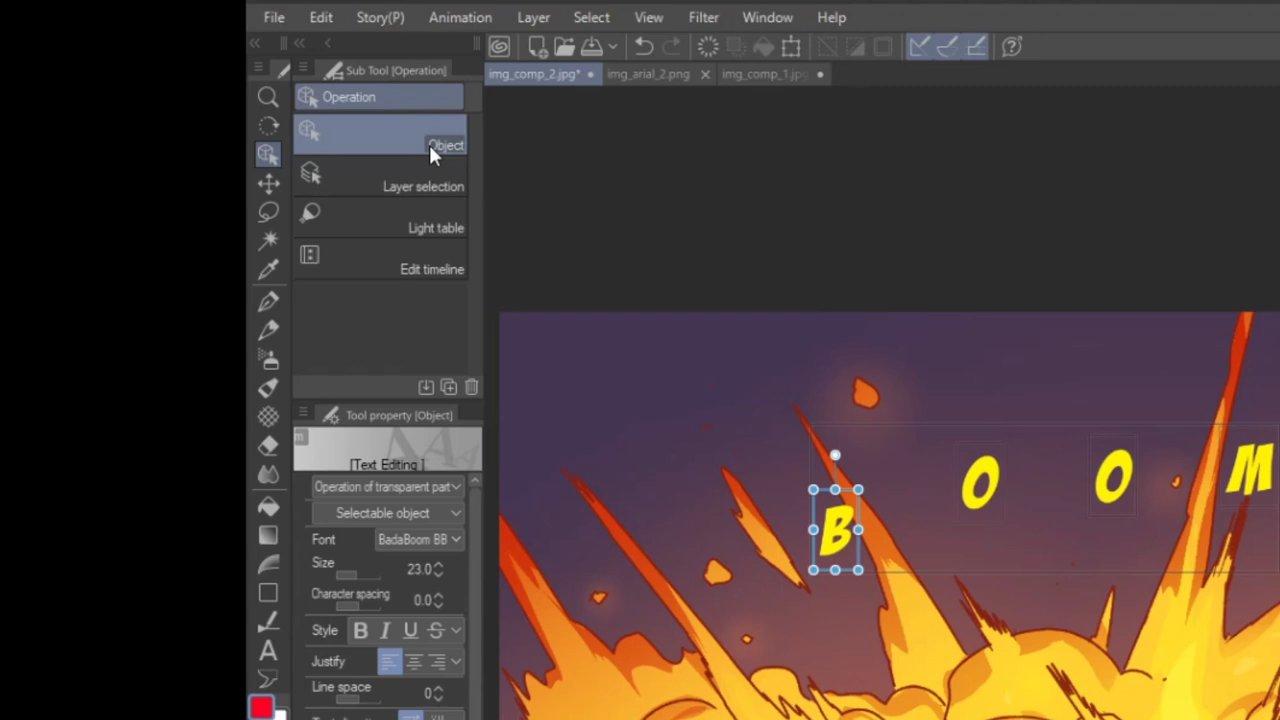 File Edit Story(P) Animation Layer Select View Filter Window Help
Sub Tool [Operation]
img_comp_2.jpg* img_arial_2.png img_comp_1.jpg
Operation
Object
Layer selection
Light table
Edit timeline
Tool property [Object]
[Text Editing ]
Operation of transparent part
Selectable object
Font BadaBoom BB
Size 23.0
Character spacing 0.0
Style B I U S
Justify
Line space 0
B O O M